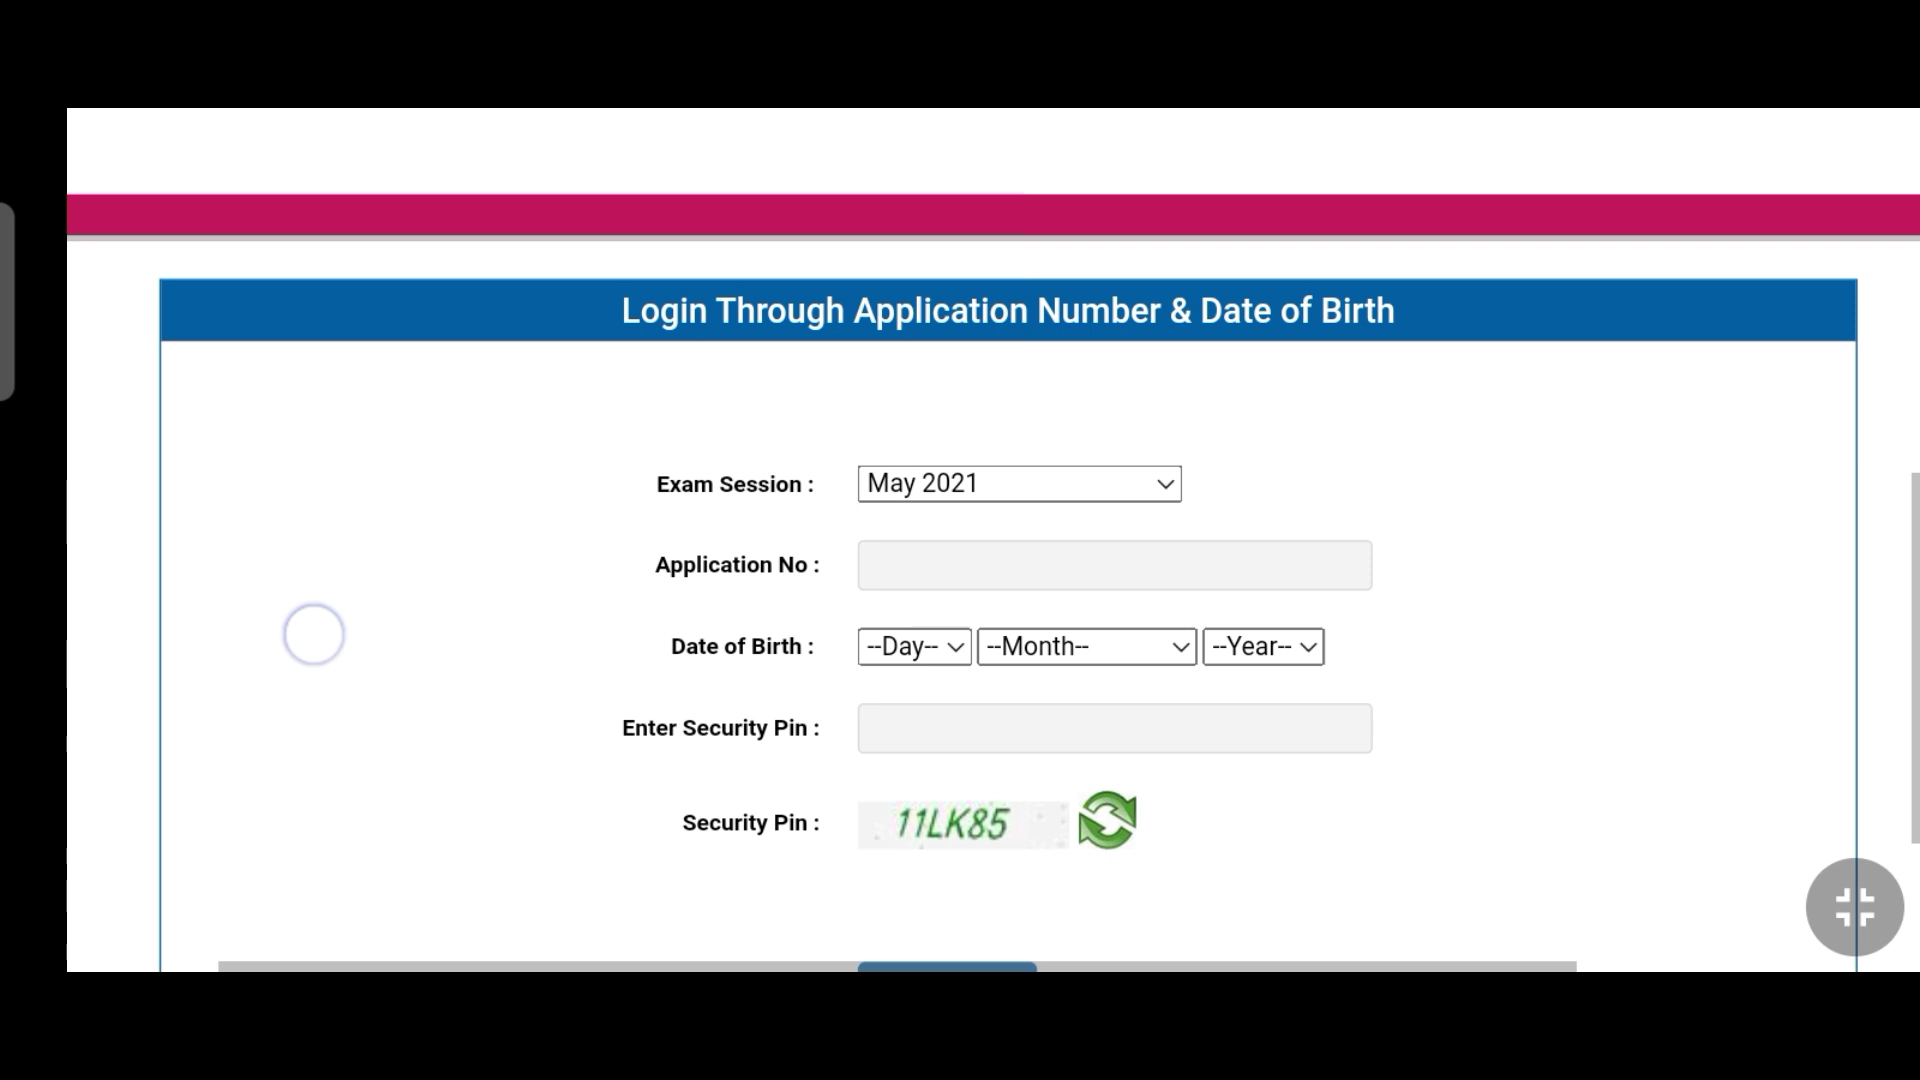 Login Through Application Number & Date of Birth
Exam Session : May 2021
Application No :
Date of Birth : --Day-- --Month-- --Year--
Enter Security Pin :
Security Pin : 11LK85